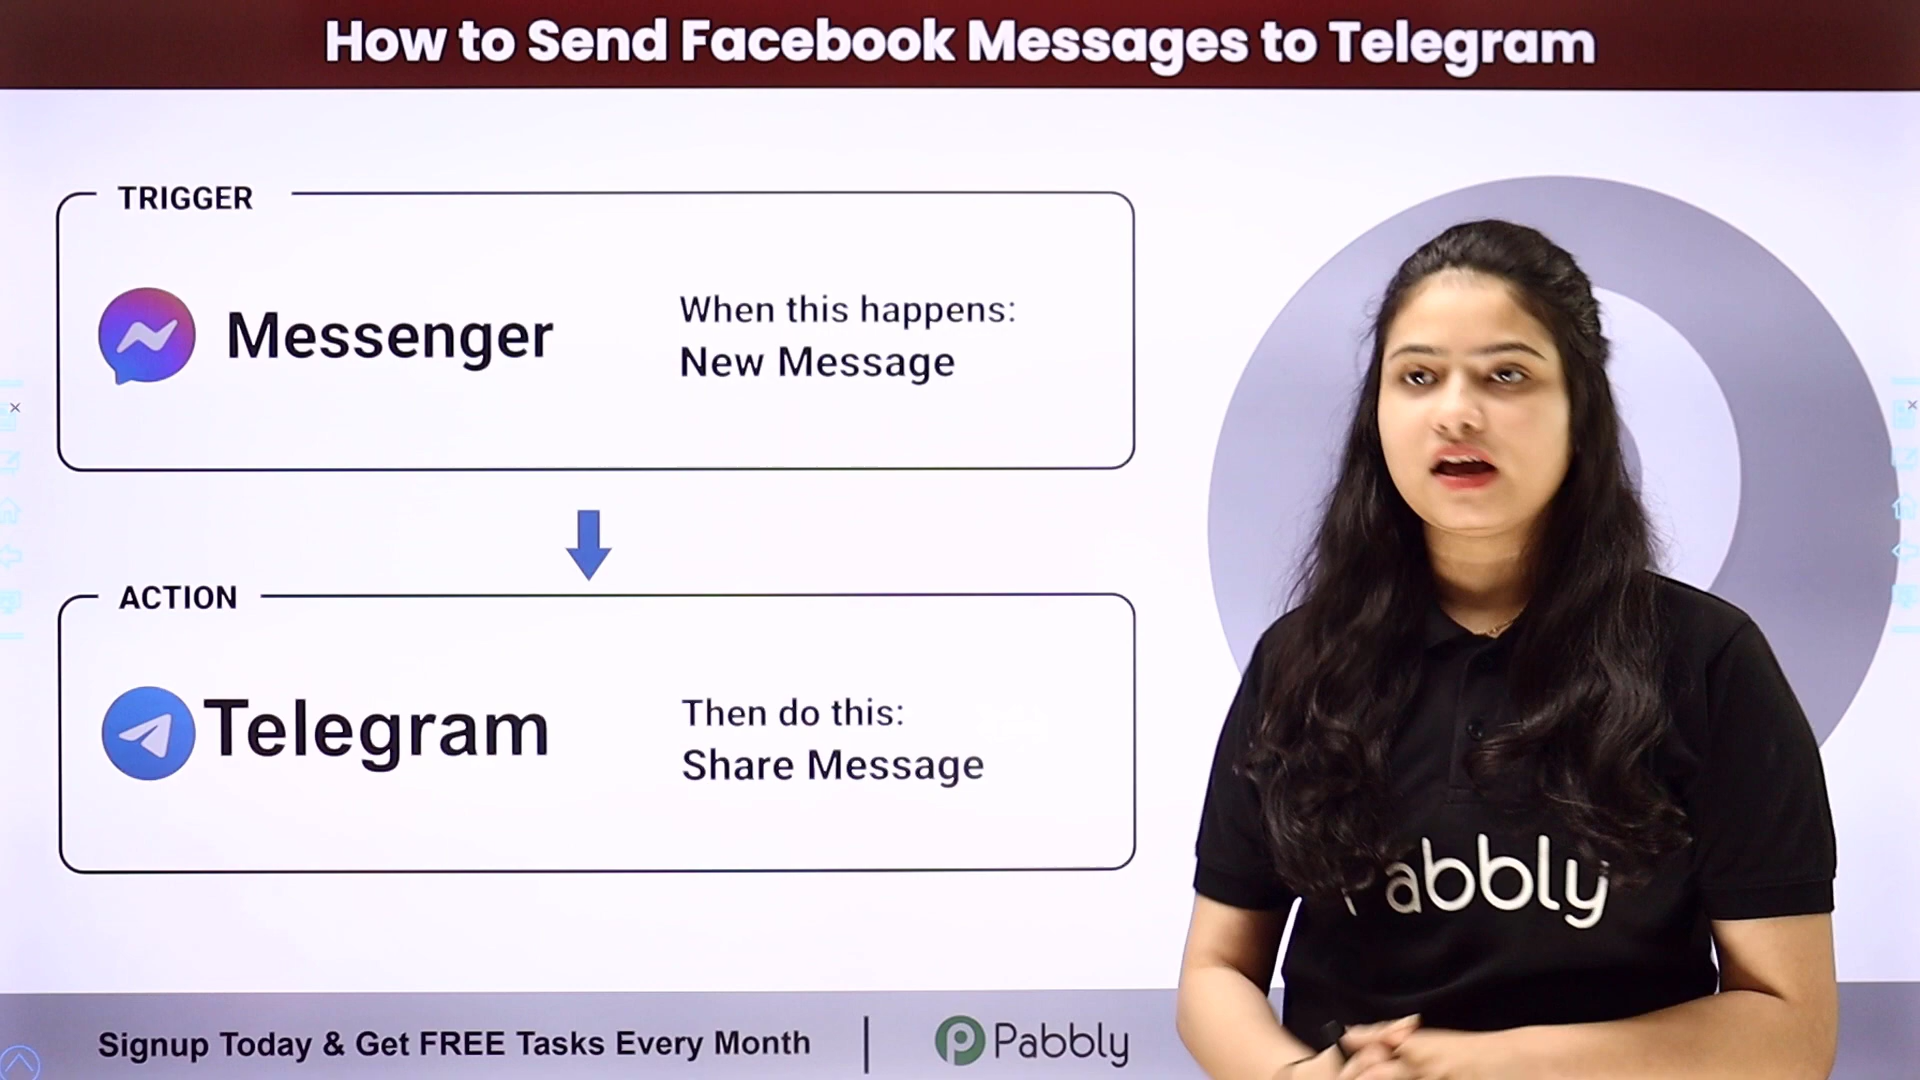 How to Send Facebook Messages to Telegram
TRIGGER
Messenger
When this happens:
New Message
ACTION
Telegram
Then do this:
Share Message
Pabbly
Signup Today & Get FREE Tasks Every Month
Pabbly